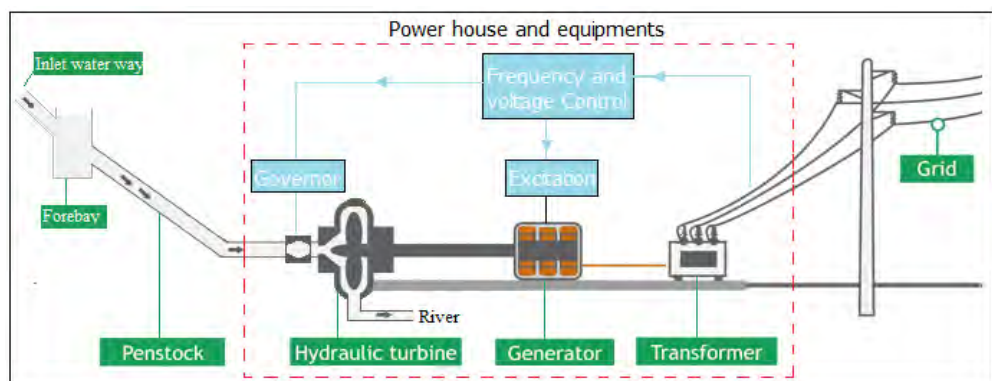 Power house and equipments
Inlet water way
Frequency and
voltage Control
Governor
Excitation
Grid
Forebay
River
Penstock
Hydraulic turbine
Generator
Transformer